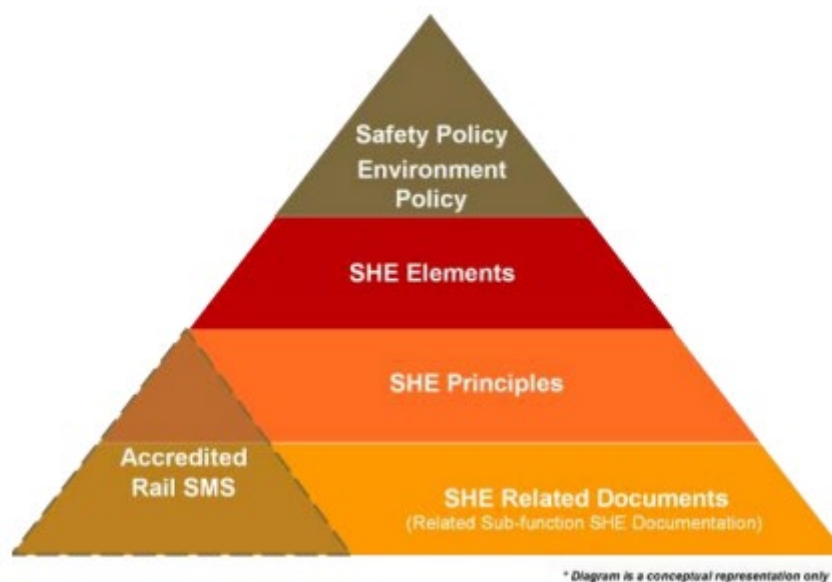 Safety Policy
Environment
Policy
SHE Elements
SHE Principles
Accredited
Rail SMS
SHE Related Documents
(Related Sub-function SHE Documentation)
* Diagram is a conceptual representation only